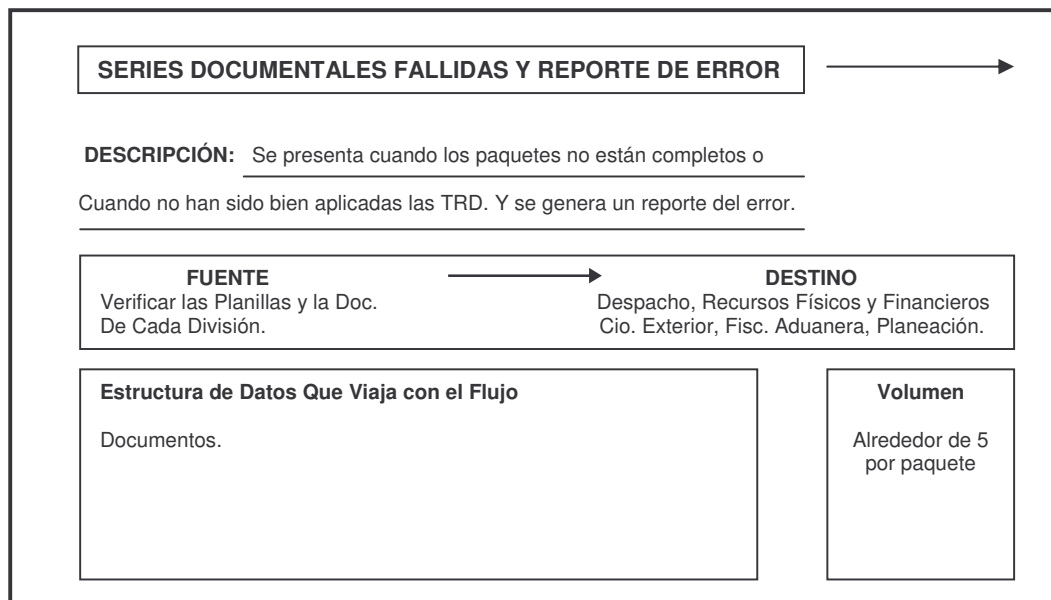 SERIES DOCUMENTALES FALLIDAS Y REPORTE DE ERROR
DESCRIPCIÓN: Se presenta cuando los paquetes no están completos o
Cuando no han sido bien aplicadas las TRD. Y se genera un reporte del error.
FUENTE
Verificar las Planillas y la Doc.
De Cada División.
DESTINO
Despacho, Recursos Físicos y Financieros
Cio. Exterior, Fisc. Aduanera, Planeación.
Estructura de Datos Que Viaja con el Flujo
Documentos.
Volumen
Alrededor de 5
por paquete